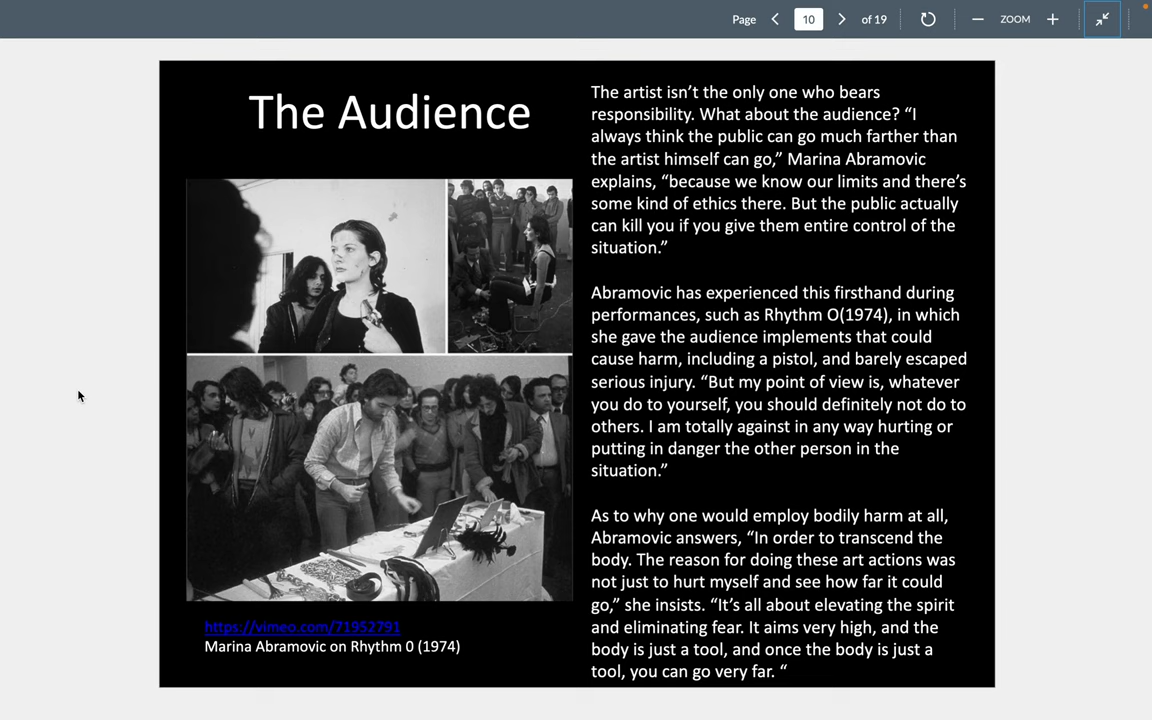 Page
10
of 19
ZOOM
The Audience
https://vimeo.com/71952791
Marina Abramovic on Rhythm 0 (1974)
The artist isn’t the only one who bears
responsibility. What about the audience? “I
always think the public can go much farther than
the artist himself can go,” Marina Abramovic
explains, “because we know our limits and there’s
some kind of ethics there. But the public actually
can kill you if you give them entire control of the
situation.”
Abramovic has experienced this firsthand during
performances, such as Rhythm O(1974), in which
she gave the audience implements that could
cause harm, including a pistol, and barely escaped
serious injury. “But my point of view is, whatever
you do to yourself, you should definitely not do to
others. I am totally against in any way hurting or
putting in danger the other person in the
situation.”
As to why one would employ bodily harm at all,
Abramovic answers, “In order to transcend the
body. The reason for doing these art actions was
not just to hurt myself and see how far it could
go,” she insists. “It’s all about elevating the spirit
and eliminating fear. It aims very high, and the
body is just a tool, and once the body is just a
tool, you can go very far. “